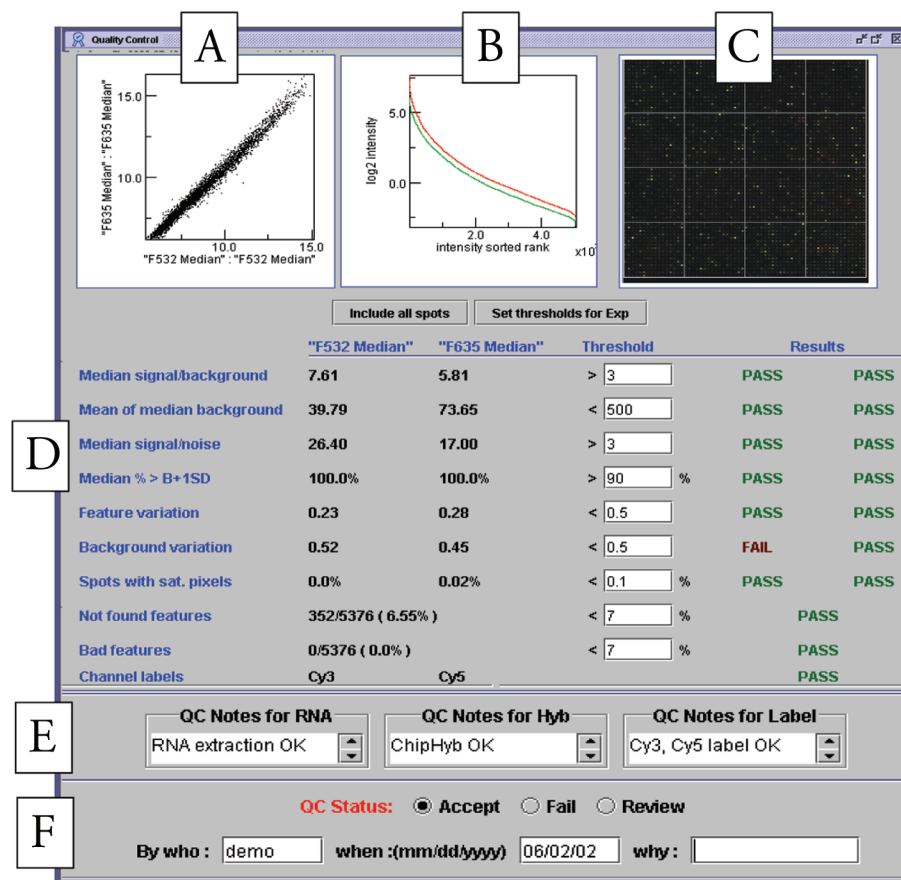 A
B
C
Quality Control
"F635 Median" : "F635 Median"
15.0
10.0
10.0
15.0
"F532 Median" : "F532 Median"
log2 intensity
5.0
0.0
2.0
4.0
x10
intensity sorted rank
Include all spots
Set thresholds for Exp
"F532 Median" "F635 Median" Threshold Results
D
Median signal/background 7.61 5.81 > 3 PASS PASS
Mean of median background 39.79 73.65 < 500 PASS PASS
Median signal/noise 26.40 17.00 > 3 PASS PASS
Median % > B+1SD 100.0% 100.0% > 90 % PASS PASS
Feature variation 0.23 0.28 < 0.5 PASS PASS
Background variation 0.52 0.45 < 0.5 FAIL PASS
Spots with sat. pixels 0.0% 0.02% < 0.1 % PASS PASS
Not found features 352/5376 ( 6.55% ) < 7 % PASS
Bad features 0/5376 ( 0.0% ) < 7 % PASS
Channel labels Cy3 Cy5 PASS
E
QC Notes for RNA QC Notes for Hyb QC Notes for Label
RNA extraction OK ChipHyb OK Cy3, Cy5 label OK
F
QC Status: Accept Fail Review
By who : demo when :(mm/dd/yyyy) 06/02/02 why :